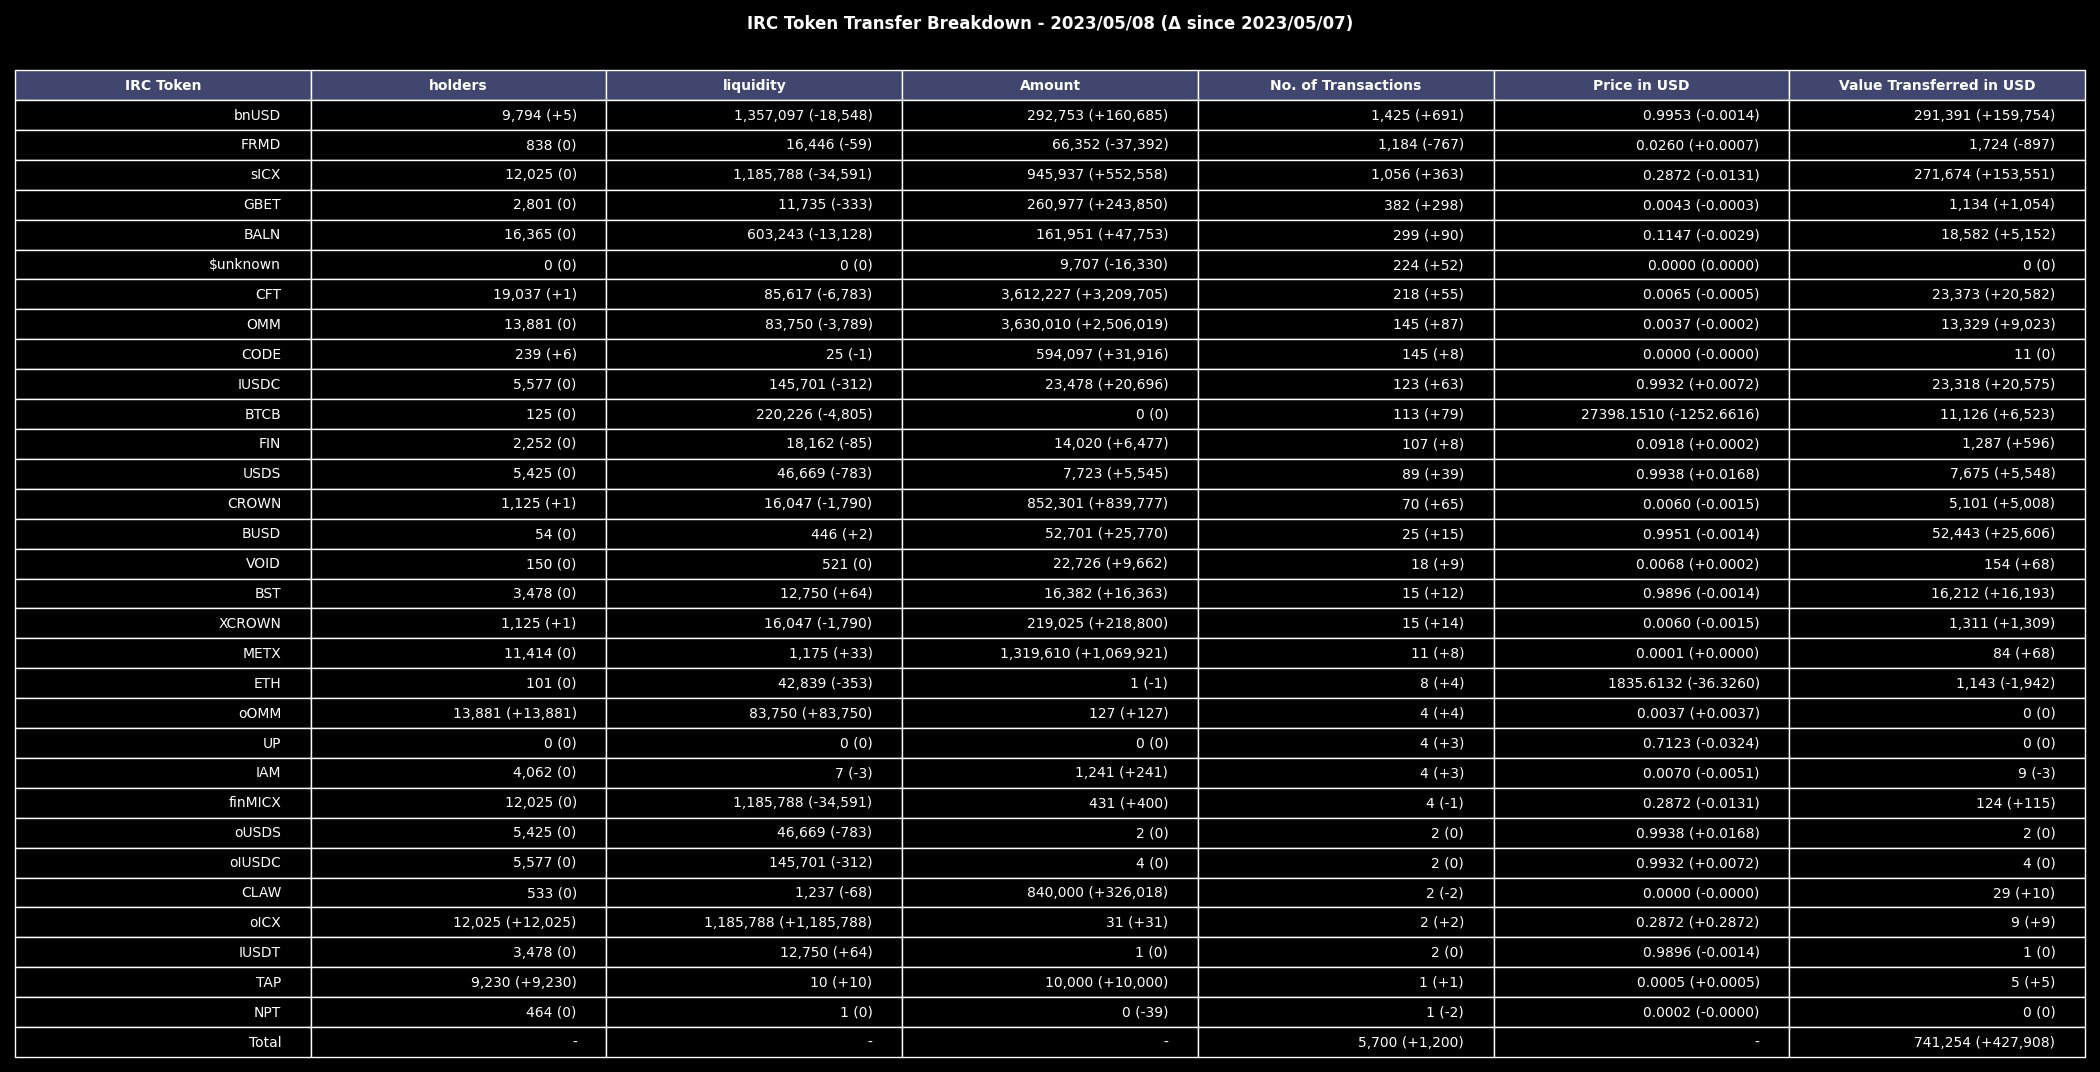 IRC Token Transfer Breakdown - 2023/05/08 (Δ since 2023/05/07)
IRC Token holders liquidity Amount No. of Transactions Price in USD Value Transferred in USD
bnUSD 9,794 (+5) 1,357,097 (-18,548) 292,753 (+160,685) 1,425 (+691) 0.9953 (-0.0014) 291,391 (+159,754)
FRMD 838 (0) 16,446 (-59) 66,352 (-37,392) 1,184 (-767) 0.0260 (+0.0007) 1,724 (-897)
sICX 12,025 (0) 1,185,788 (-34,591) 945,937 (+552,558) 1,056 (+363) 0.2872 (-0.0131) 271,674 (+153,551)
GBET 2,801 (0) 11,735 (-333) 260,977 (+243,850) 382 (+298) 0.0043 (-0.0003) 1,134 (+1,054)
BALN 16,365 (0) 603,243 (-13,128) 161,951 (+47,753) 299 (+90) 0.1147 (-0.0029) 18,582 (+5,152)
$unknown 0 (0) 0 (0) 9,707 (-16,330) 224 (+52) 0.0000 (0.0000) 0 (0)
CFT 19,037 (+1) 85,617 (-6,783) 3,612,227 (+3,209,705) 218 (+55) 0.0065 (-0.0005) 23,373 (+20,582)
OMM 13,881 (0) 83,750 (-3,789) 3,630,010 (+2,506,019) 145 (+87) 0.0037 (-0.0002) 13,329 (+9,023)
CODE 239 (+6) 25 (-1) 594,097 (+31,916) 145 (+8) 0.0000 (-0.0000) 11 (0)
IUSDC 5,577 (0) 145,701 (-312) 23,478 (+20,696) 123 (+63) 0.9932 (+0.0072) 23,318 (+20,575)
BTCB 125 (0) 220,226 (-4,805) 0 (0) 113 (+79) 27398.1510 (-1252.6616) 11,126 (+6,523)
FIN 2,252 (0) 18,162 (-85) 14,020 (+6,477) 107 (+8) 0.0918 (+0.0002) 1,287 (+596)
USDS 5,425 (0) 46,669 (-783) 7,723 (+5,545) 89 (+39) 0.9938 (+0.0168) 7,675 (+5,548)
CROWN 1,125 (+1) 16,047 (-1,790) 852,301 (+839,777) 70 (+65) 0.0060 (-0.0015) 5,101 (+5,008)
BUSD 54 (0) 446 (+2) 52,701 (+25,770) 25 (+15) 0.9951 (-0.0014) 52,443 (+25,606)
VOID 150 (0) 521 (0) 22,726 (+9,662) 18 (+9) 0.0068 (+0.0002) 154 (+68)
BST 3,478 (0) 12,750 (+64) 16,382 (+16,363) 15 (+12) 0.9896 (-0.0014) 16,212 (+16,193)
XCROWN 1,125 (+1) 16,047 (-1,790) 219,025 (+218,800) 15 (+14) 0.0060 (-0.0015) 1,311 (+1,309)
METX 11,414 (0) 1,175 (+33) 1,319,610 (+1,069,921) 11 (+8) 0.0001 (+0.0000) 84 (+68)
ETH 101 (0) 42,839 (-353) 1 (-1) 8 (+4) 1835.6132 (-36.3260) 1,143 (-1,942)
oOMM 13,881 (+13,881) 83,750 (+83,750) 127 (+127) 4 (+4) 0.0037 (+0.0037) 0 (0)
UP 0 (0) 0 (0) 0 (0) 4 (+3) 0.7123 (-0.0324) 0 (0)
IAM 4,062 (0) 7 (-3) 1,241 (+241) 4 (+3) 0.0070 (-0.0051) 9 (-3)
finMICX 12,025 (0) 1,185,788 (-34,591) 431 (+400) 4 (-1) 0.2872 (-0.0131) 124 (+115)
oUSDS 5,425 (0) 46,669 (-783) 2 (0) 2 (0) 0.9938 (+0.0168) 2 (0)
oIUSDC 5,577 (0) 145,701 (-312) 4 (0) 2 (0) 0.9932 (+0.0072) 4 (0)
CLAW 533 (0) 1,237 (-68) 840,000 (+326,018) 2 (-2) 0.0000 (-0.0000) 29 (+10)
oICX 12,025 (+12,025) 1,185,788 (+1,185,788) 31 (+31) 2 (+2) 0.2872 (+0.2872) 9 (+9)
IUSDT 3,478 (0) 12,750 (+64) 1 (0) 2 (0) 0.9896 (-0.0014) 1 (0)
TAP 9,230 (+9,230) 10 (+10) 10,000 (+10,000) 1 (+1) 0.0005 (+0.0005) 5 (+5)
NPT 464 (0) 1 (0) 0 (-39) 1 (-2) 0.0002 (-0.0000) 0 (0)
Total - - - 5,700 (+1,200) - 741,254 (+427,908)